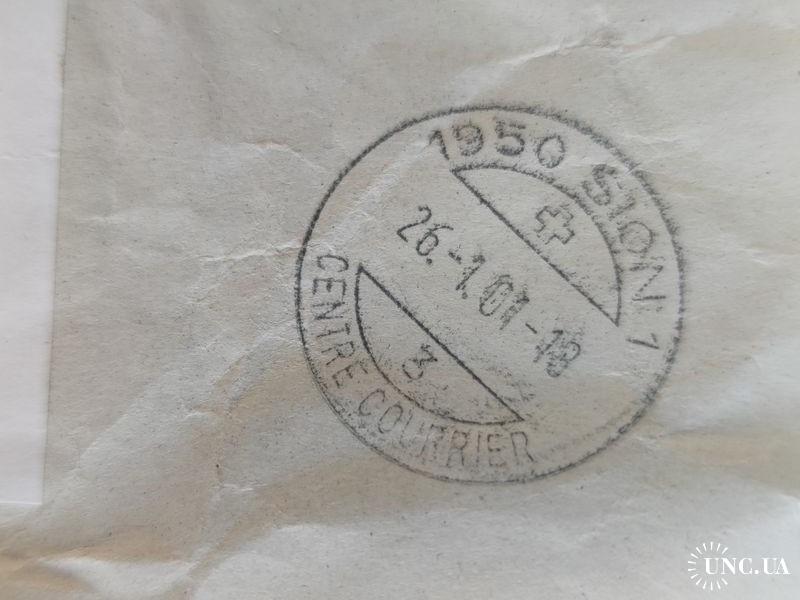 1950 SION 1
26.-1.01-18
3
CENTRE COURRIER
UNC.UA